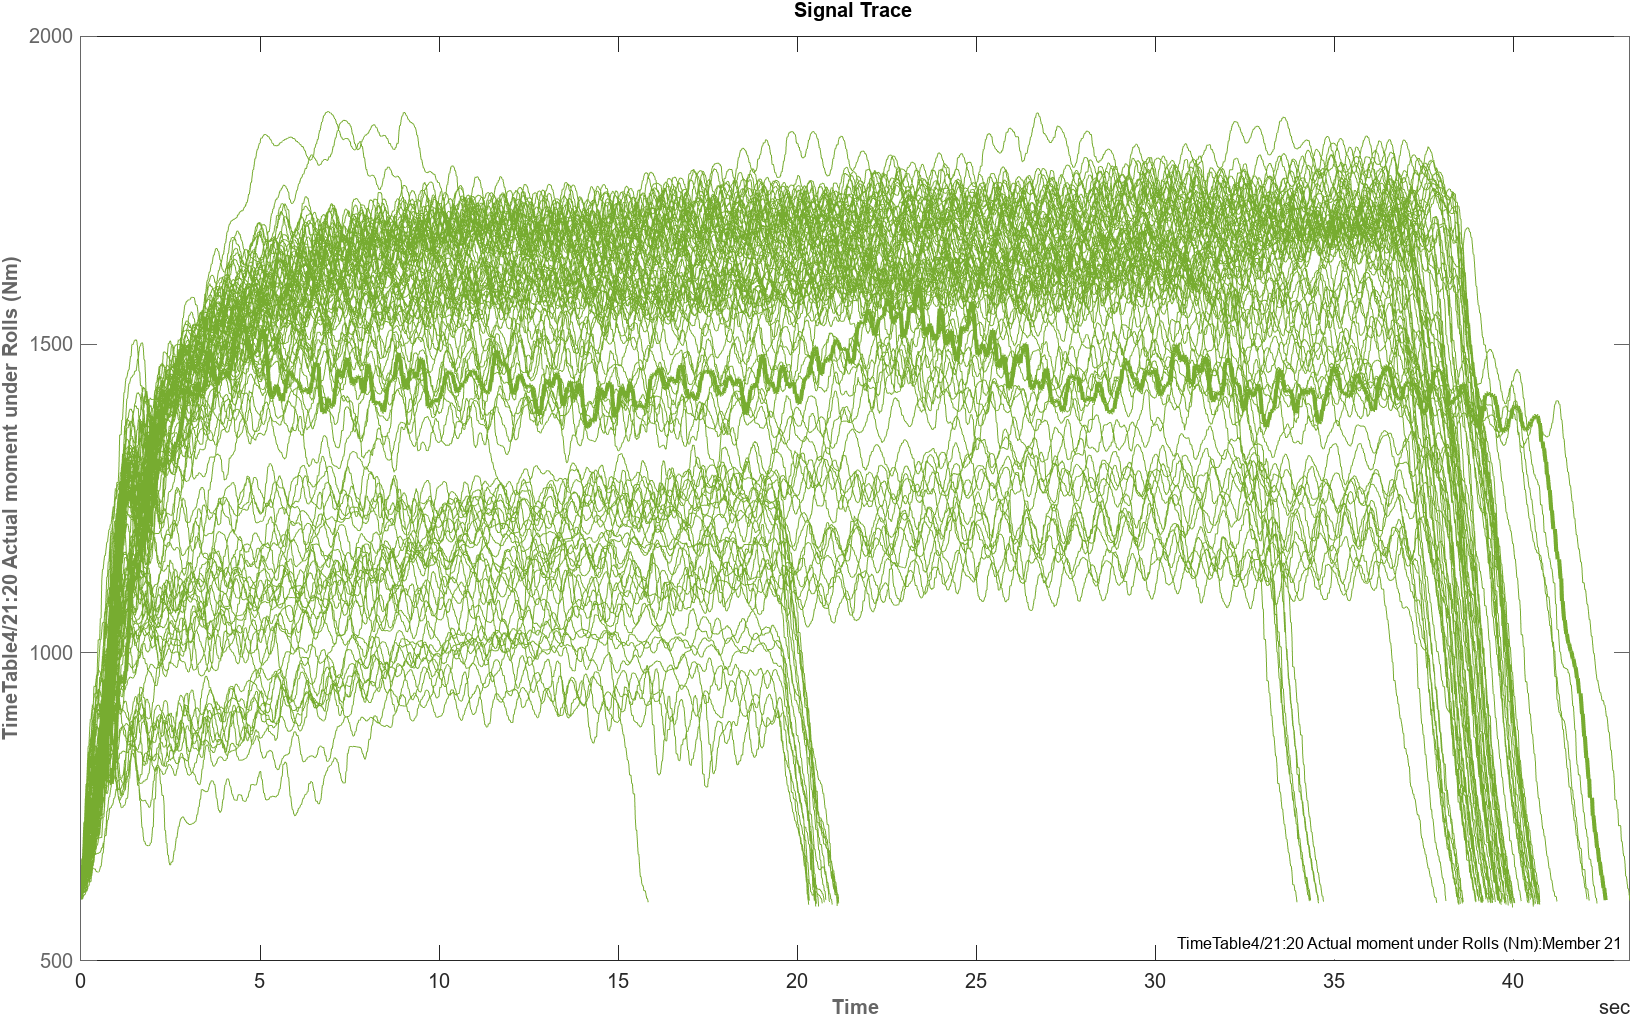 Signal Trace
2000
1500
1000
500
TimeTable4/21:20 Actual moment under Rolls (Nm)
TimeTable4/21:20 Actual moment under Rolls (Nm):Member 21
0 5 10 15 20 25 30 35 40
Time
sec